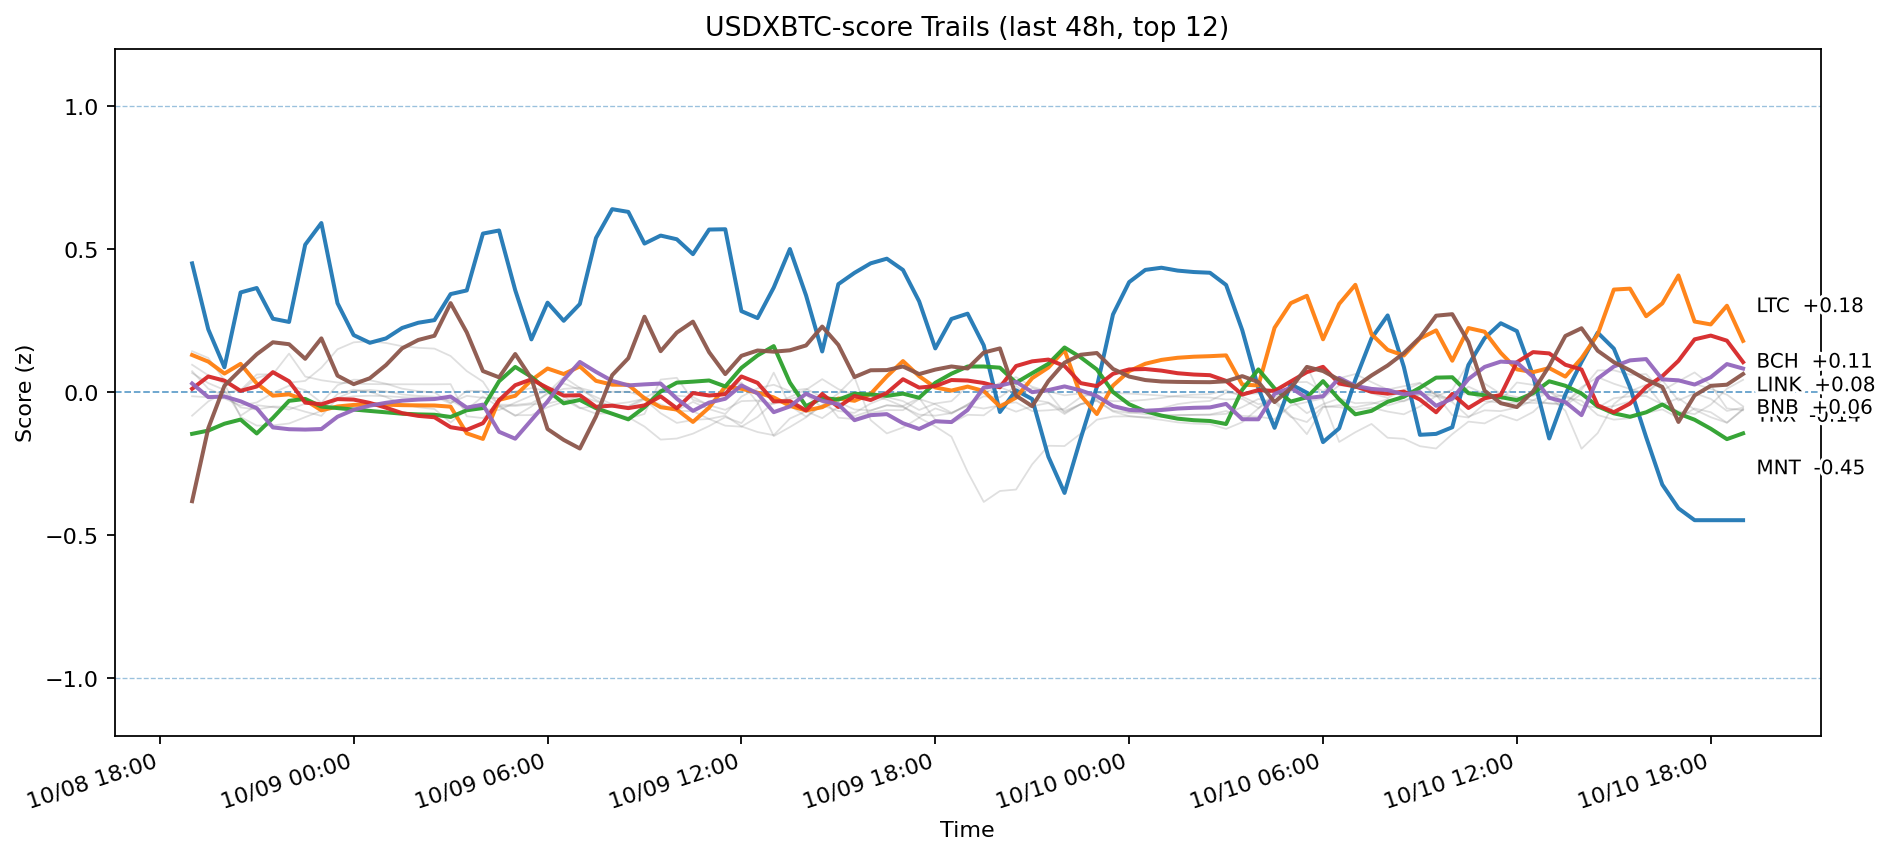 USDXBTC-score Trails (last 48h, top 12)
Score (z)
1.0
0.5
0.0
−0.5
−1.0
LTC +0.18
BCH +0.11
LINK +0.08
BNB +0.06
-0.14
MNT -0.45
10/08 18:00
10/09 00:00
10/09 06:00
10/09 12:00
10/09 18:00
10/10 00:00
10/10 06:00
10/10 12:00
10/10 18:00
Time